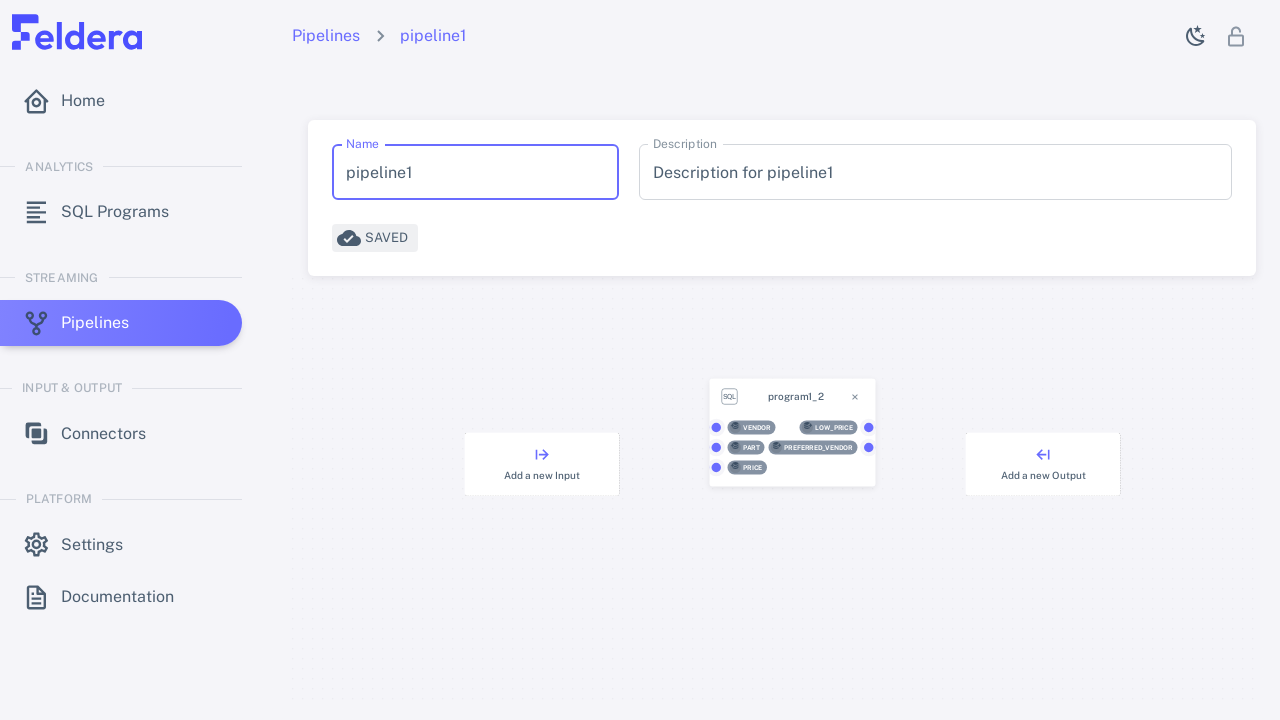 Feldera
Pipelines > pipeline1
Home
ANALYTICS
SQL Programs
STREAMING
Pipelines
INPUT & OUTPUT
Connectors
PLATFORM
Settings
Documentation
Name
pipeline1
Description
Description for pipeline1
SAVED
SQL program1_2 ×
VENDOR LOW_PRICE
PART PREFERRED_VENDOR
PRICE
Add a new Input
Add a new Output